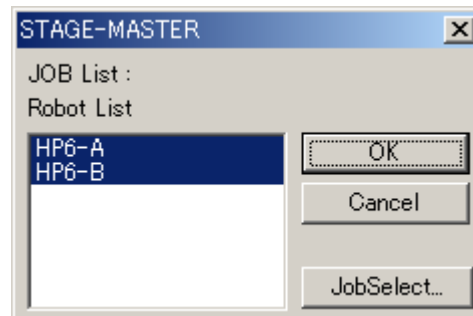 STAGE-MASTER
JOB List :
Robot List
HP6-A
HP6-B
OK
Cancel
JobSelect...